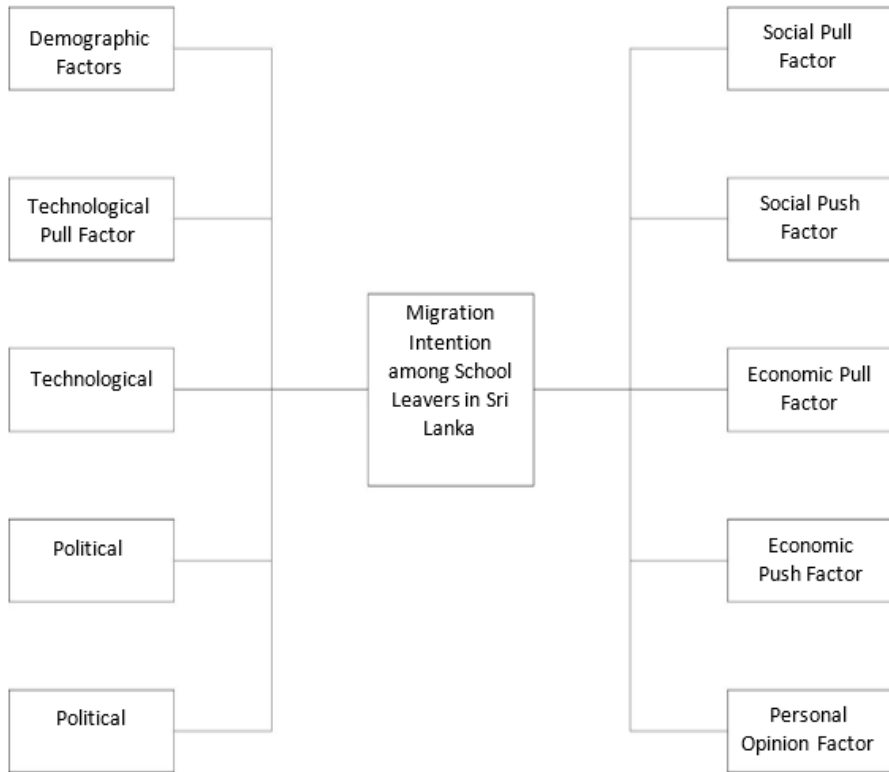 Demographic
Factors
Technological
Pull Factor
Technological
Political
Political
Migration
Intention
among School
Leavers in Sri
Lanka
Social Pull
Factor
Social Push
Factor
Economic Pull
Factor
Economic
Push Factor
Personal
Opinion Factor